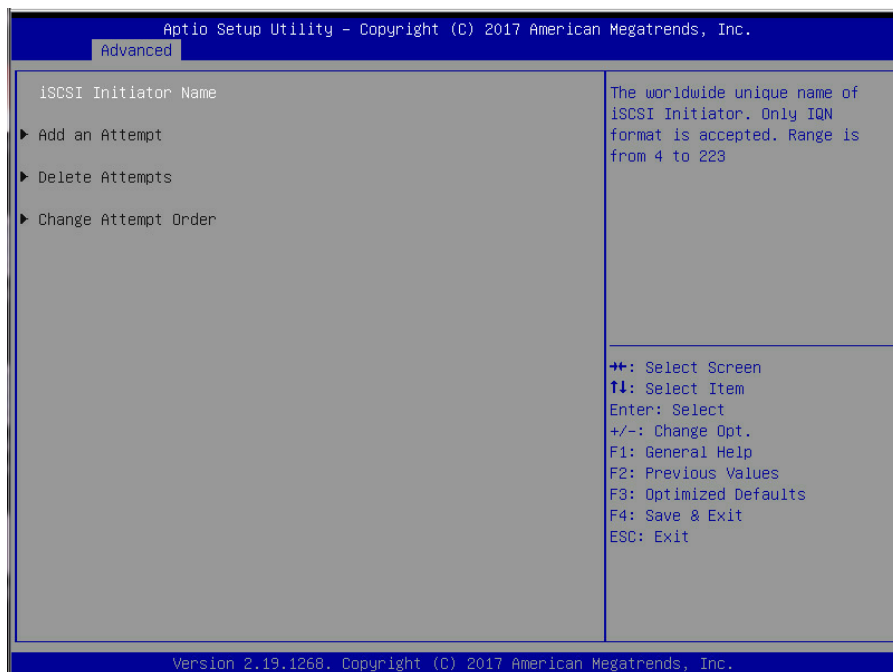 Aptio Setup Utility – Copyright (C) 2017 American Megatrends, Inc.
Advanced
iSCSI Initiator Name
▶ Add an Attempt
▶ Delete Attempts
▶ Change Attempt Order
The worldwide unique name of
iSCSI Initiator. Only IQN
format is accepted. Range is
from 4 to 223
→←: Select Screen
↑↓: Select Item
Enter: Select
+/-: Change Opt.
F1: General Help
F2: Previous Values
F3: Optimized Defaults
F4: Save & Exit
ESC: Exit
Version 2.19.1268. Copyright (C) 2017 American Megatrends, Inc.